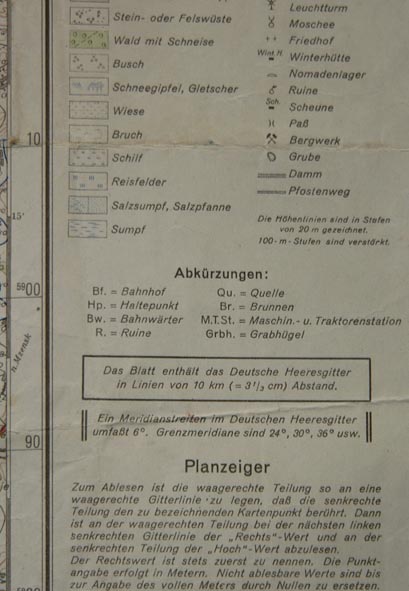 Leuchtturm
Stein- oder Felswüste
Moschee
Wald mit Schneise
Friedhof
Wint.H. Winterhütte
Busch
Nomadenlager
Schneegipfel, Gletscher
Ruine
Wiese
Sch. Scheune
10
Bruch
Paß
Bergwerk
Schilf
Grube
Reisfelder
Damm
Pfostenweg
Salzsumpf, Salzpfanne
15'
Sumpf
Die Höhenlinien sind in Stufen
von 20 m gezeichnet.
100-m-Stufen sind verstärkt.
Abkürzungen:
5900
Bf. = Bahnhof
Hp. = Haltepunkt
Bw. = Bahnwärter
R. = Ruine
Qu. = Quelle
Br. = Brunnen
M.T.St. = Maschin.- u. Traktorenstation
Grbh. = Grabhügel
Das Blatt enthält das Deutsche Heeresgitter
in Linien von 10 km (= 3 1/3 cm) Abstand.
Ein Meridianstreifen im Deutschen Heeresgitter
umfaßt 6°. Grenzmeridiane sind 24°, 30°, 36° usw.
90
Planzeiger
Zum Ablesen ist die waagerechte Teilung so an eine
waagerechte Gitterlinie zu legen, daß die senkrechte
Teilung den zu bezeichnenden Kartenpunkt berührt. Dann
ist an der waagerechten Teilung bei der nächsten linken
senkrechten Gitterlinie der „Rechts"-Wert und an der
senkrechten Teilung der „Hoch"-Wert abzulesen.
Der Rechtswert ist stets zuerst zu nennen. Die Punkt-
angabe erfolgt in Metern. Nicht ablesbare Werte sind bis
zur Angabe des vollen Meters durch Nullen zu ersetzen.